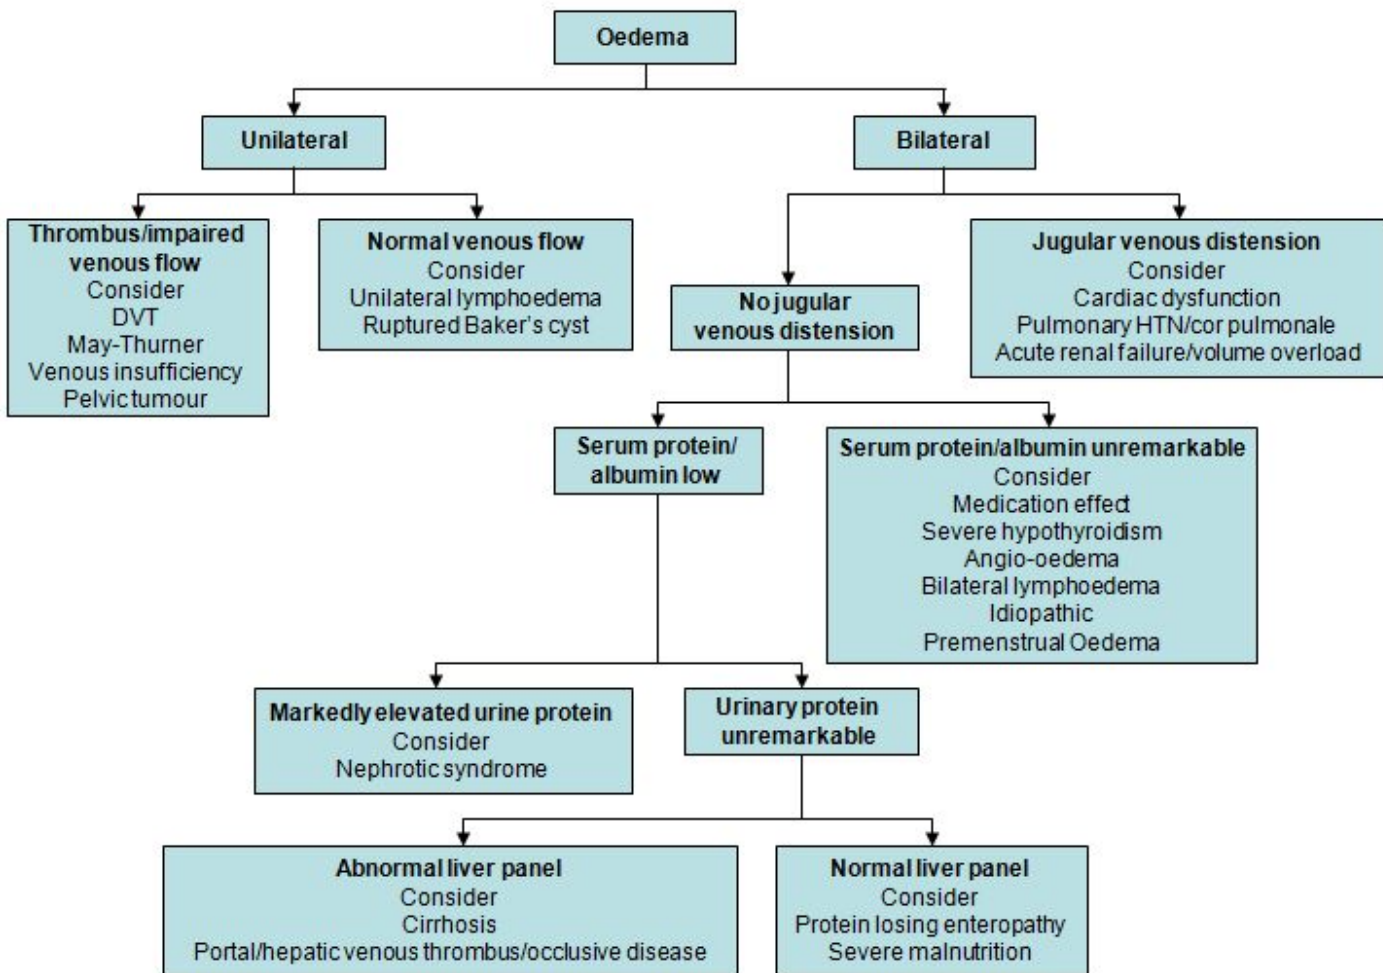 Oedema
Unilateral
Bilateral
Thrombus/impaired
venous flow
Consider
DVT
May-Thurner
Venous insufficiency
Pelvic tumour
Normal venous flow
Consider
Unilateral lymphoedema
Ruptured Baker's cyst
No jugular
venous distension
Jugular venous distension
Consider
Cardiac dysfunction
Pulmonary HTN/cor pulmonale
Acute renal failure/volume overload
Serum protein/
albumin low
Serum protein/albumin unremarkable
Consider
Medication effect
Severe hypothyroidism
Angio-oedema
Bilateral lymphoedema
Idiopathic
Premenstrual Oedema
Markedly elevated urine protein
Consider
Nephrotic syndrome
Urinary protein
unremarkable
Abnormal liver panel
Consider
Cirrhosis
Portal/hepatic venous thrombus/occlusive disease
Normal liver panel
Consider
Protein losing enteropathy
Severe malnutrition